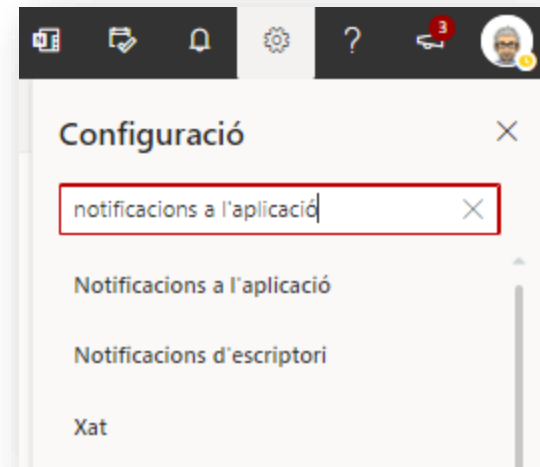 3
Configuració
notificacions a l'aplicació
Notificacions a l'aplicació
Notificacions d'escriptori
Xat